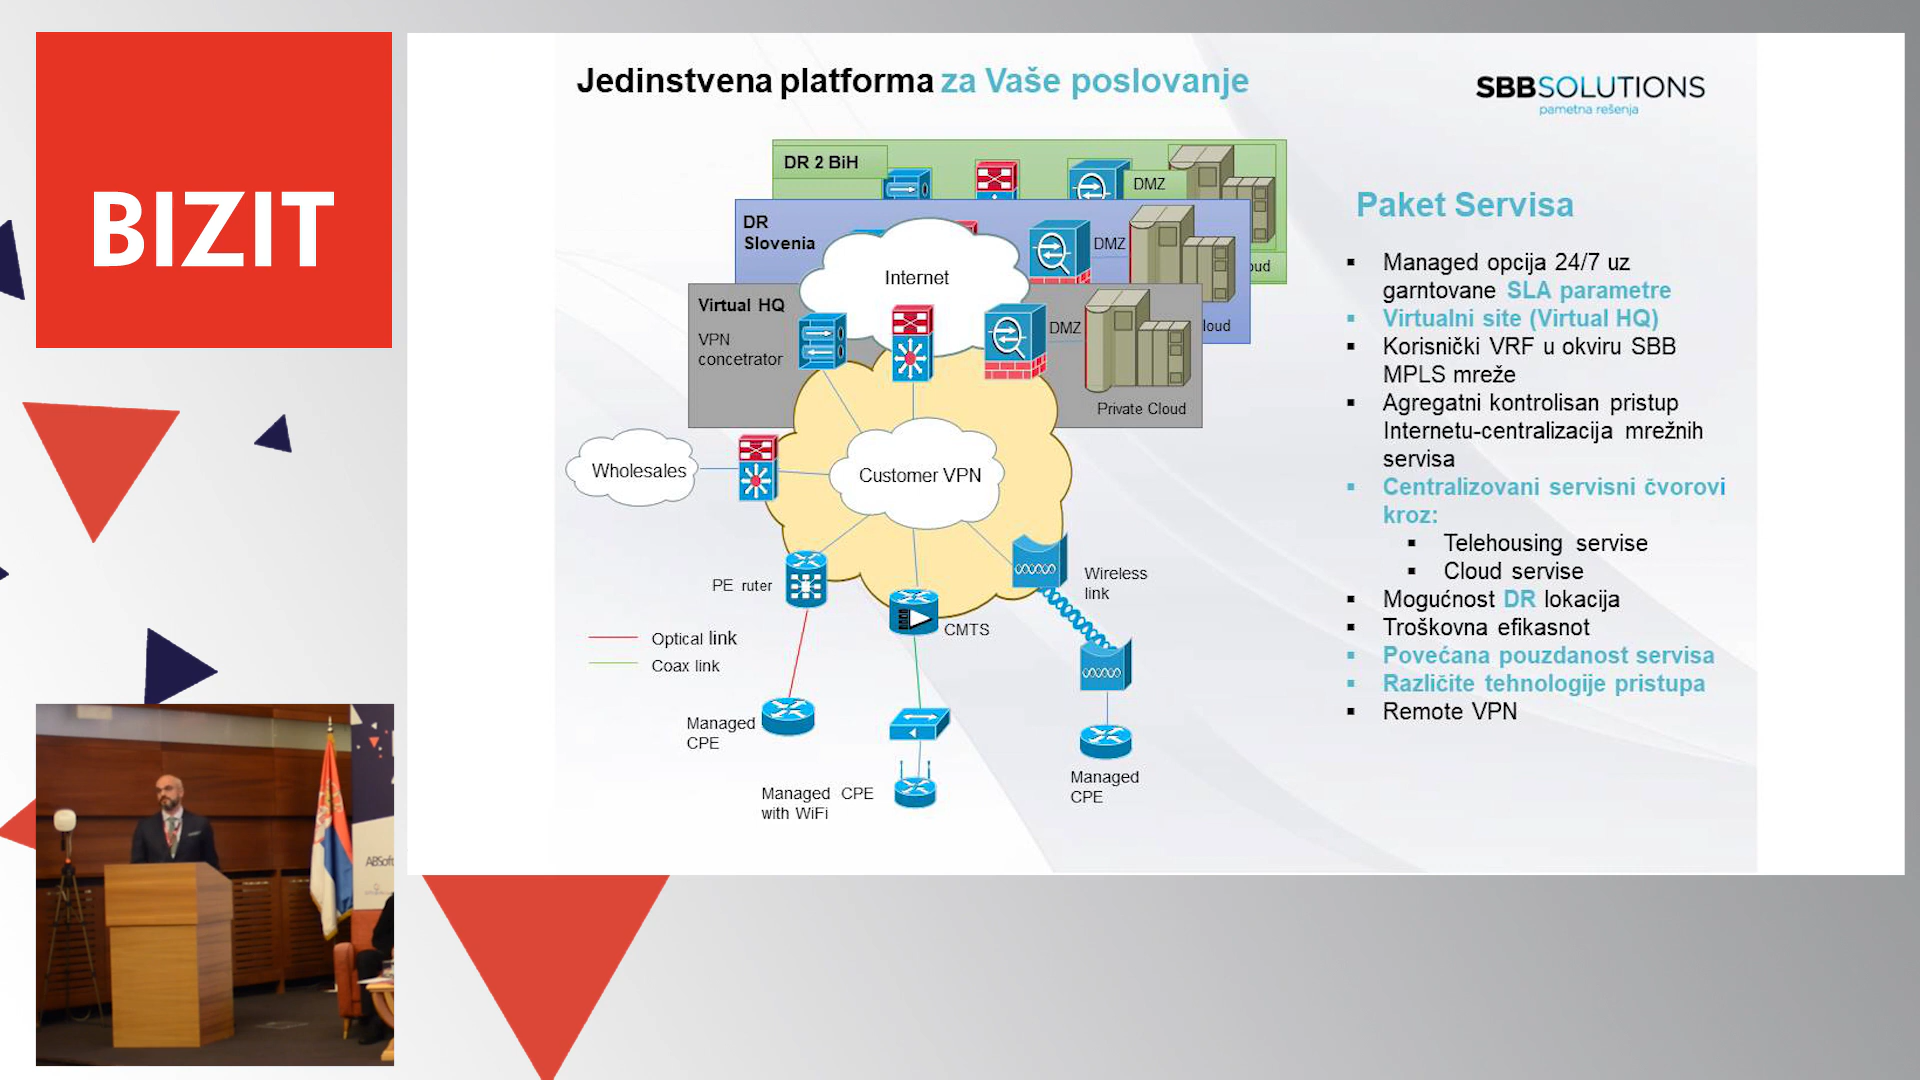 BIZIT
Jedinstvena platforma za Vaše poslovanje
SBBSOLUTIONS
pametna rešenja
DR 2 BiH
DMZ
oud
DR
Slovenia
DMZ
loud
Internet
Virtual HQ
VPN
concetrator
DMZ
Private Cloud
Wholesales
Customer VPN
PE ruter
Wireless
link
CMTS
Optical link
Coax link
Managed
CPE
Managed CPE
with WiFi
Managed
CPE
Paket Servisa
Managed opcija 24/7 uz
garntovane SLA parametre
Virtualni site (Virtual HQ)
Korisnički VRF u okviru SBB
MPLS mreže
Agregatni kontrolisan pristup
Internetu-centralizacija mrežnih
servisa
Centralizovani servisni čvorovi
kroz:
Telehousing servise
Cloud servise
Mogućnost DR lokacija
Troškovna efikasnot
Povećana pouzdanost servisa
Različite tehnologije pristupa
Remote VPN
ABSoft